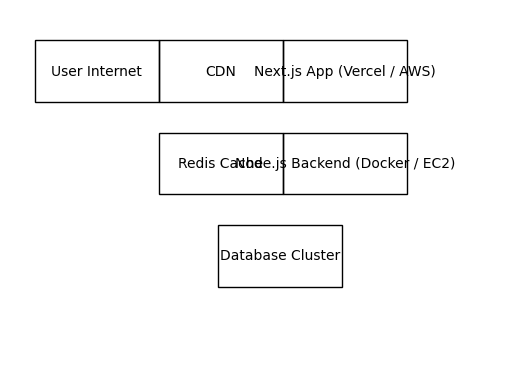 User Internet
CDN
Next.js App (Vercel / AWS)
Redis Cache
Node.js Backend (Docker / EC2)
Database Cluster